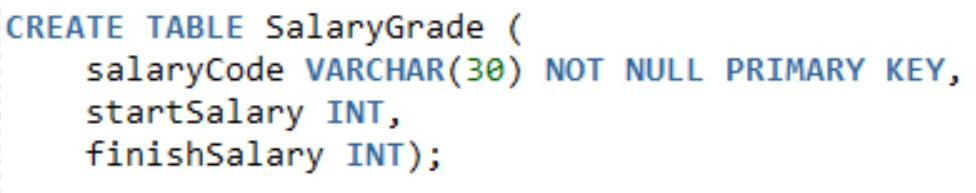 CREATE TABLE SalaryGrade (
    salaryCode VARCHAR(30) NOT NULL PRIMARY KEY,
    startSalary INT,
    finishSalary INT);